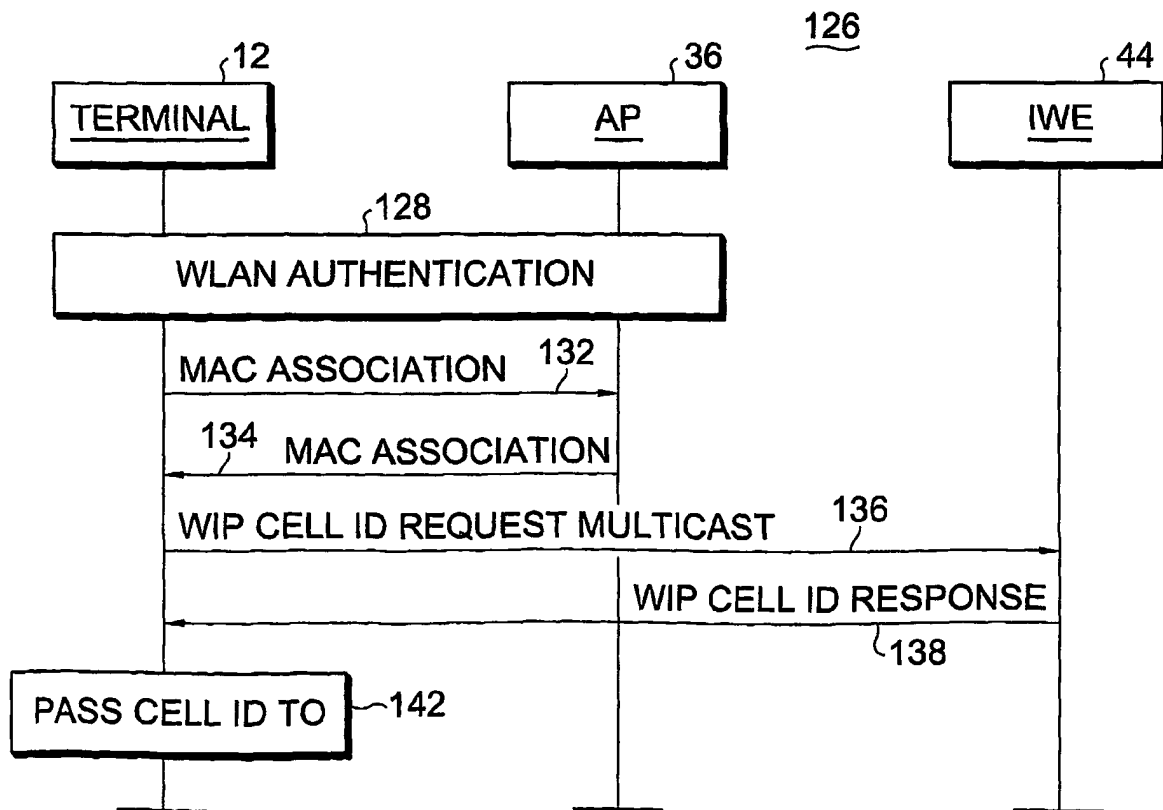 126
12
36
44
TERMINAL
AP
IWE
128
WLAN AUTHENTICATION
MAC ASSOCIATION
132
134
MAC ASSOCIATION
WIP CELL ID REQUEST MULTICAST
136
WIP CELL ID RESPONSE
138
PASS CELL ID TO
142